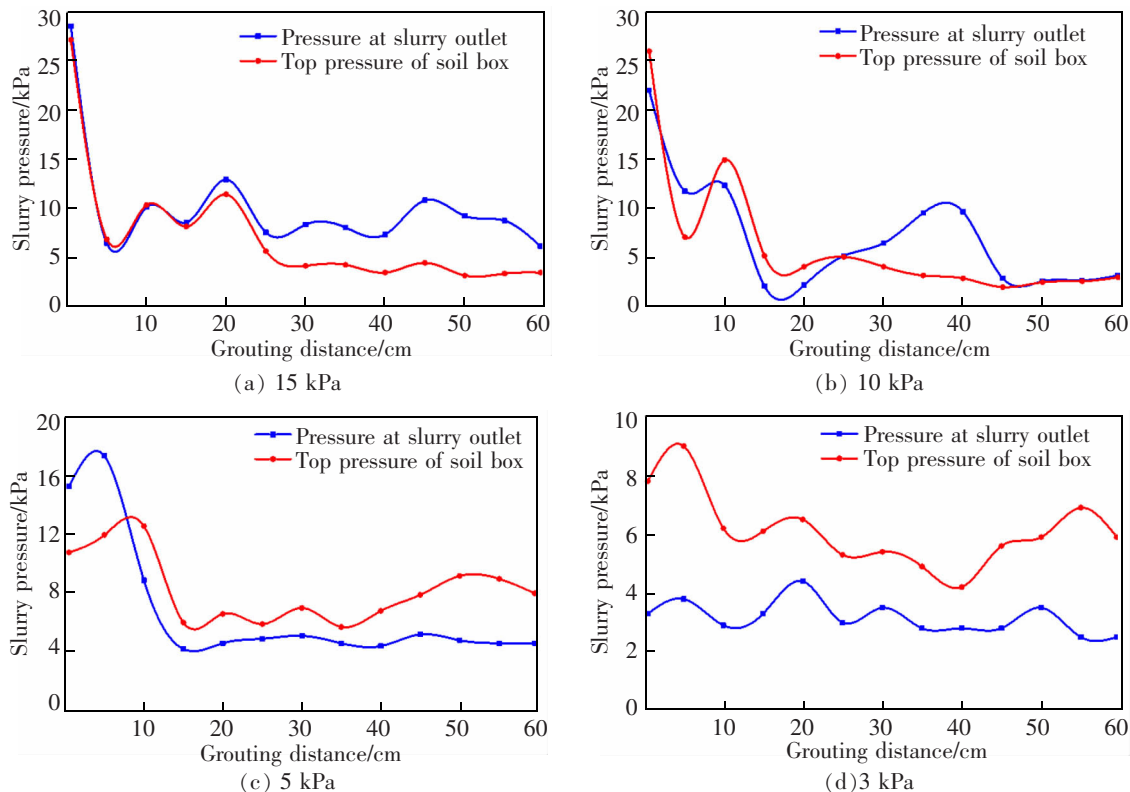 30
25
20
15
10
5
0
Slurry pressure/kPa
Pressure at slurry outlet
Top pressure of soil box
10 20 30 40 50 60
Grouting distance/cm
(a) 15 kPa
30
25
20
15
10
5
0
Slurry pressure/kPa
Pressure at slurry outlet
Top pressure of soil box
10 20 30 40 50 60
Grouting distance/cm
(b) 10 kPa
20
16
12
8
4
0
Slurry pressure/kPa
Pressure at slurry outlet
Top pressure of soil box
10 20 30 40 50 60
Grouting distance/cm
(c) 5 kPa
10
8
6
4
2
0
Slurry pressure/kPa
Pressure at slurry outlet
Top pressure of soil box
10 20 30 40 50 60
Grouting distance/cm
(d)3 kPa